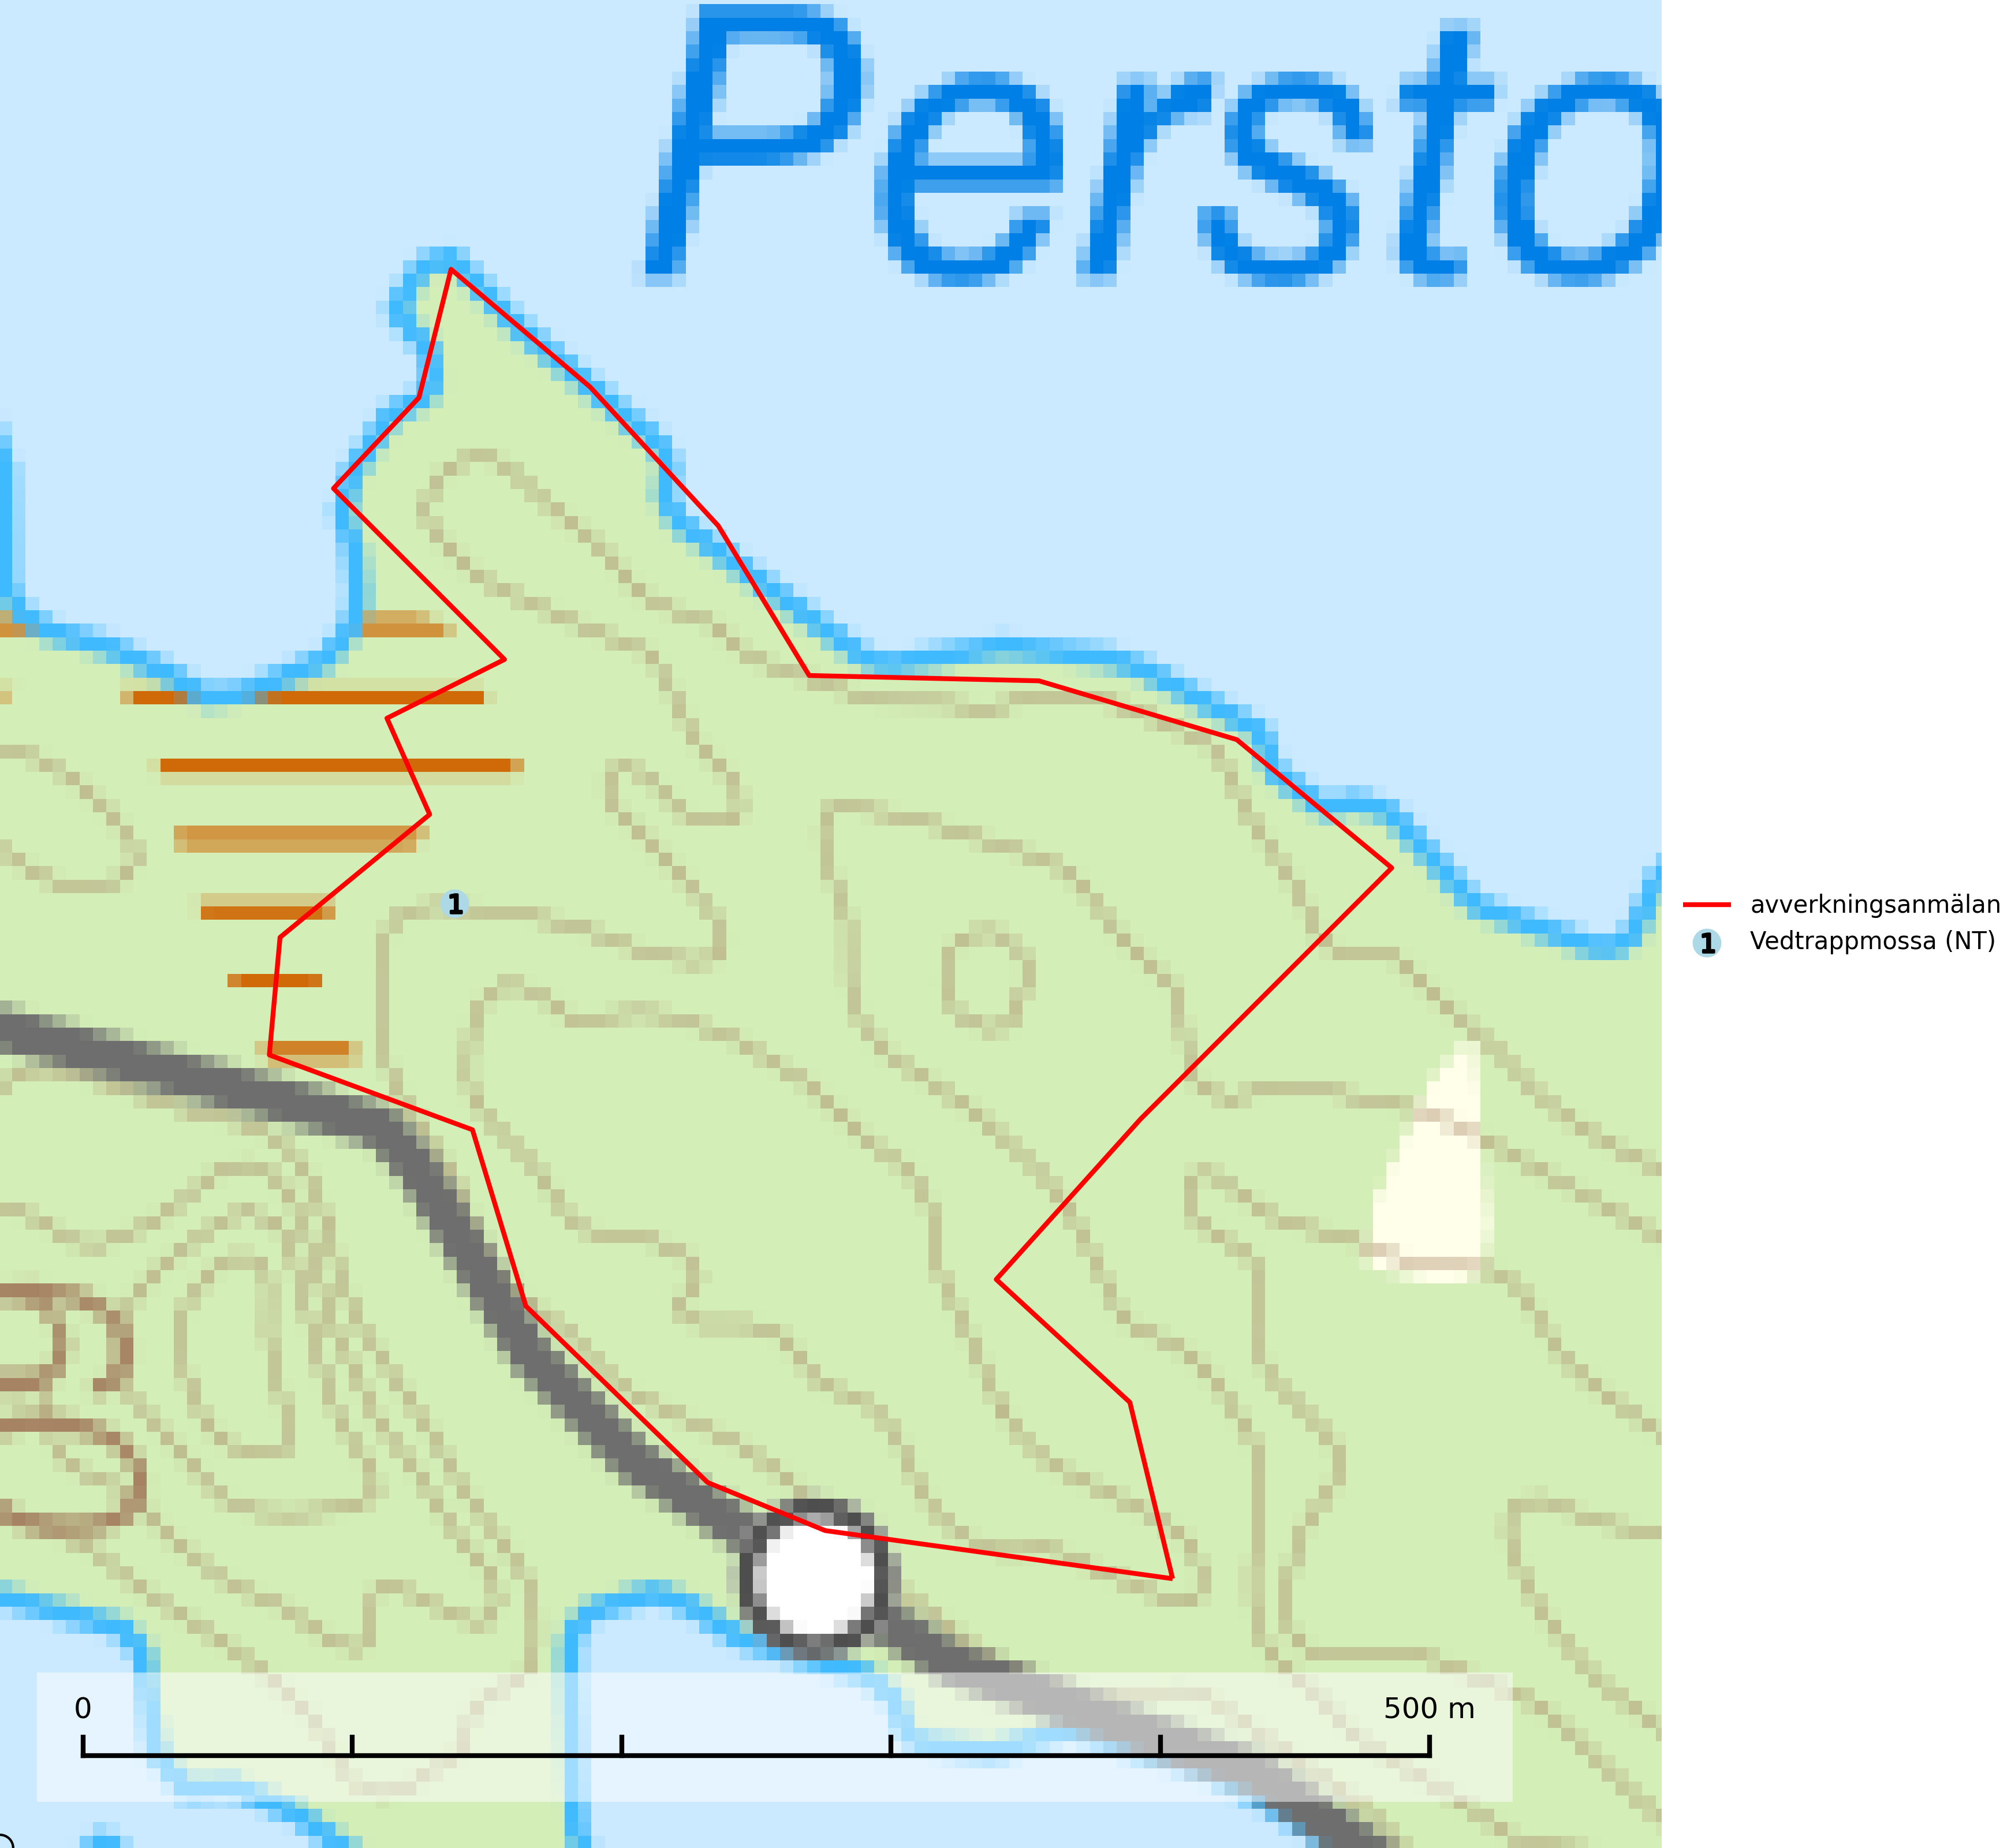 Persto
1
avverkningsanmälan
1 Vedtrappmossa (NT)
0 500 m